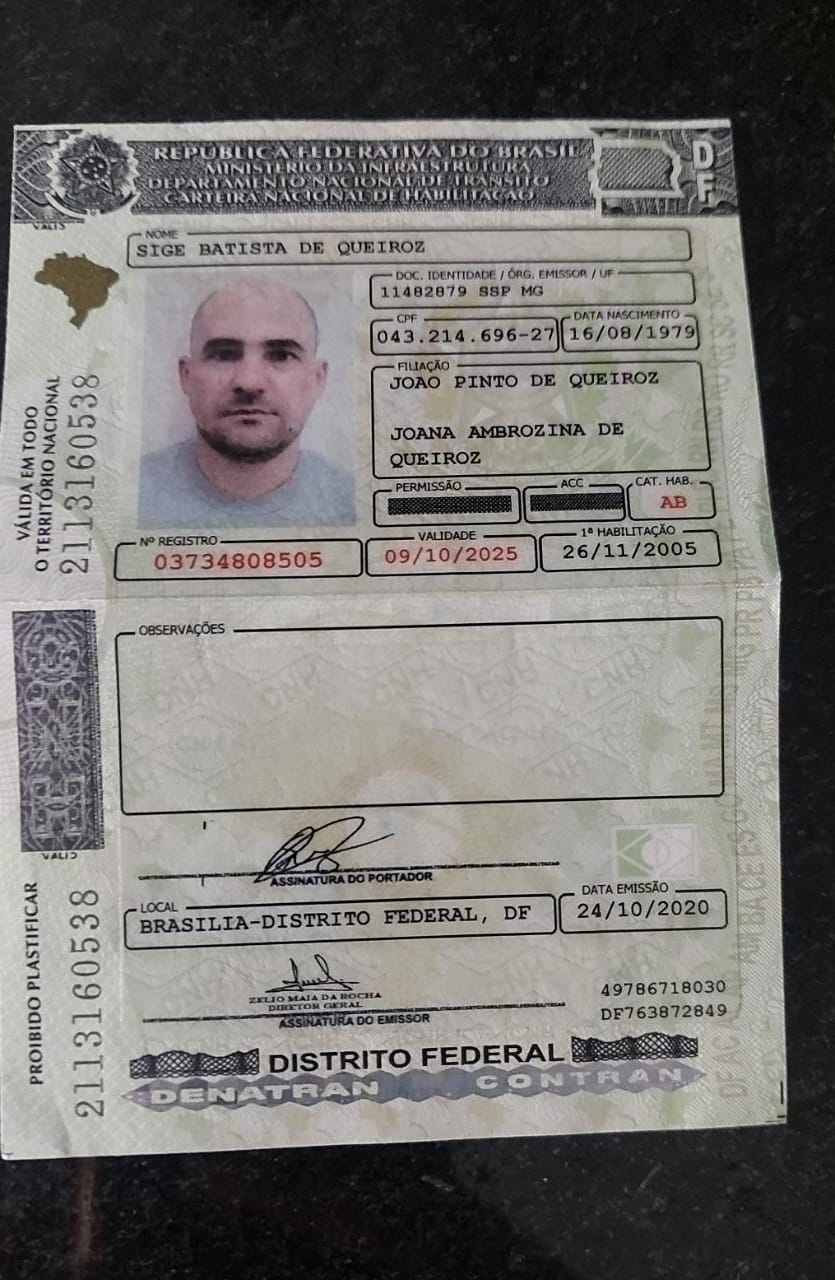 REPÚBLICA FEDERATIVA DO BRASIL
MINISTÉRIO DA INFRAESTRUTURA
DEPARTAMENTO NACIONAL DE TRÂNSITO
CARTEIRA NACIONAL DE HABILITAÇÃO
DF
VALID
NOME
SIGE BATISTA DE QUEIROZ
DOC. IDENTIDADE / ÓRG. EMISSOR / UF
11482879 SSP MG
CPF
043.214.696-27
DATA NASCIMENTO
16/08/1979
FILIAÇÃO
JOAO PINTO DE QUEIROZ
JOANA AMBROZINA DE
QUEIROZ
PERMISSÃO
ACC
CAT. HAB.
AB
Nº REGISTRO
03734808505
VALIDADE
09/10/2025
1ª HABILITAÇÃO
26/11/2005
VÁLIDA EM TODO
O TERRITÓRIO NACIONAL
2113160538
OBSERVAÇÕES
VALID
ASSINATURA DO PORTADOR
LOCAL
BRASILIA-DISTRITO FEDERAL, DF
DATA EMISSÃO
24/10/2020
ZELIO MAIA DA ROCHA
DIRETOR GERAL
ASSINATURA DO EMISSOR
49786718030
DF763872849
PROIBIDO PLASTIFICAR
2113160538
DISTRITO FEDERAL
DENATRAN CONTRAN